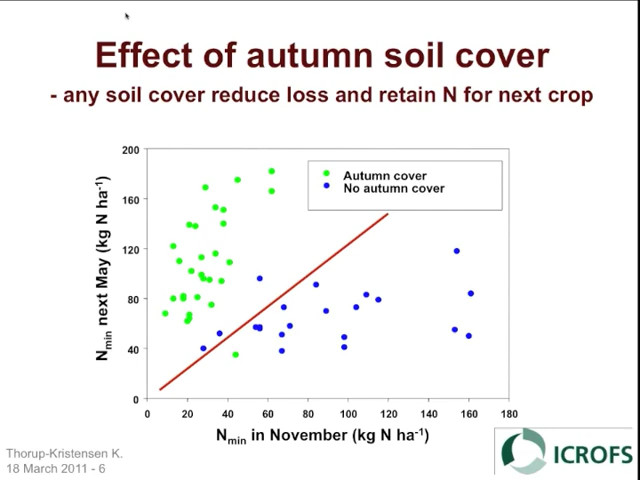 Effect of autumn soil cover
- any soil cover reduce loss and retain N for next crop
N_min next May (kg N ha⁻¹)
200
160
120
80
40
0
Autumn cover
No autumn cover
0 20 40 60 80 100 120 140 160 180
N_min in November (kg N ha⁻¹)
Thorup-Kristensen K.
18 March 2011 - 6
ICROFS